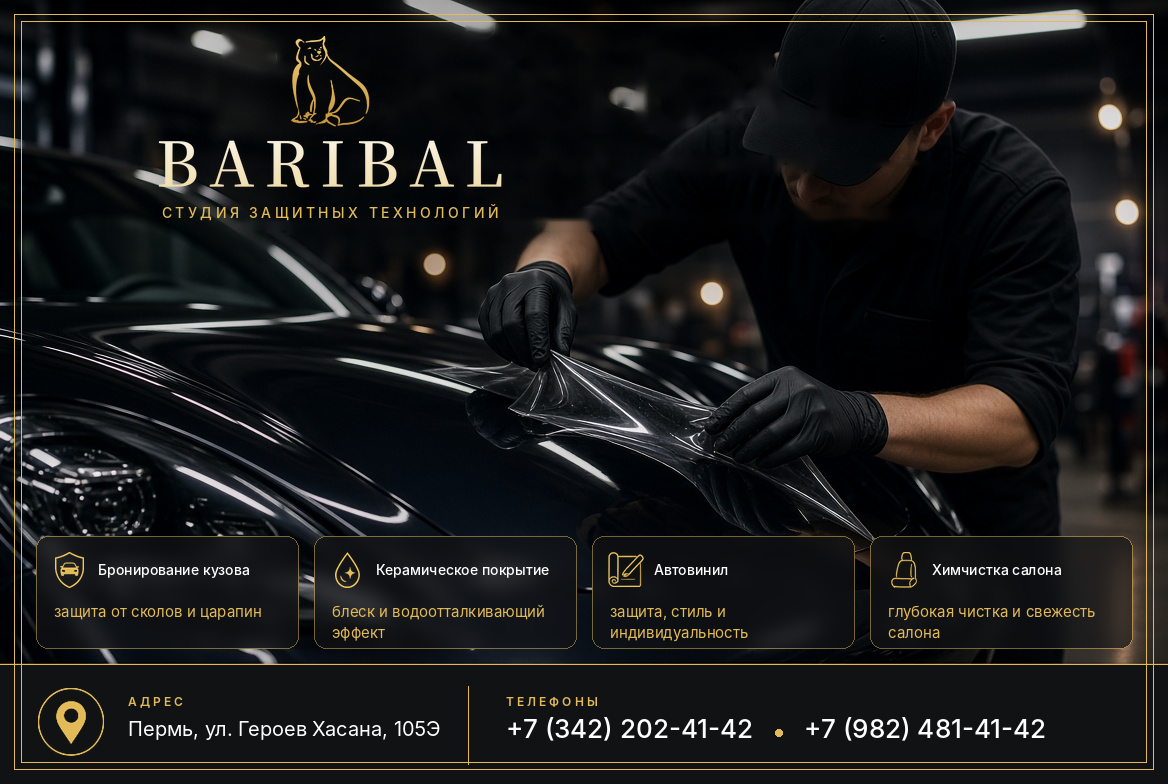 BARIBAL
СТУДИЯ ЗАЩИТНЫХ ТЕХНОЛОГИЙ
Бронирование кузова
защита от сколов и царапин
Керамическое покрытие
блеск и водоотталкивающий
эффект
Автовинил
защита, стиль и
индивидуальность
Химчистка салона
глубокая чистка и свежесть
салона
АДРЕС
Пермь, ул. Героев Хасана, 105Э
ТЕЛЕФОНЫ
+7 (342) 202-41-42 • +7 (982) 481-41-42